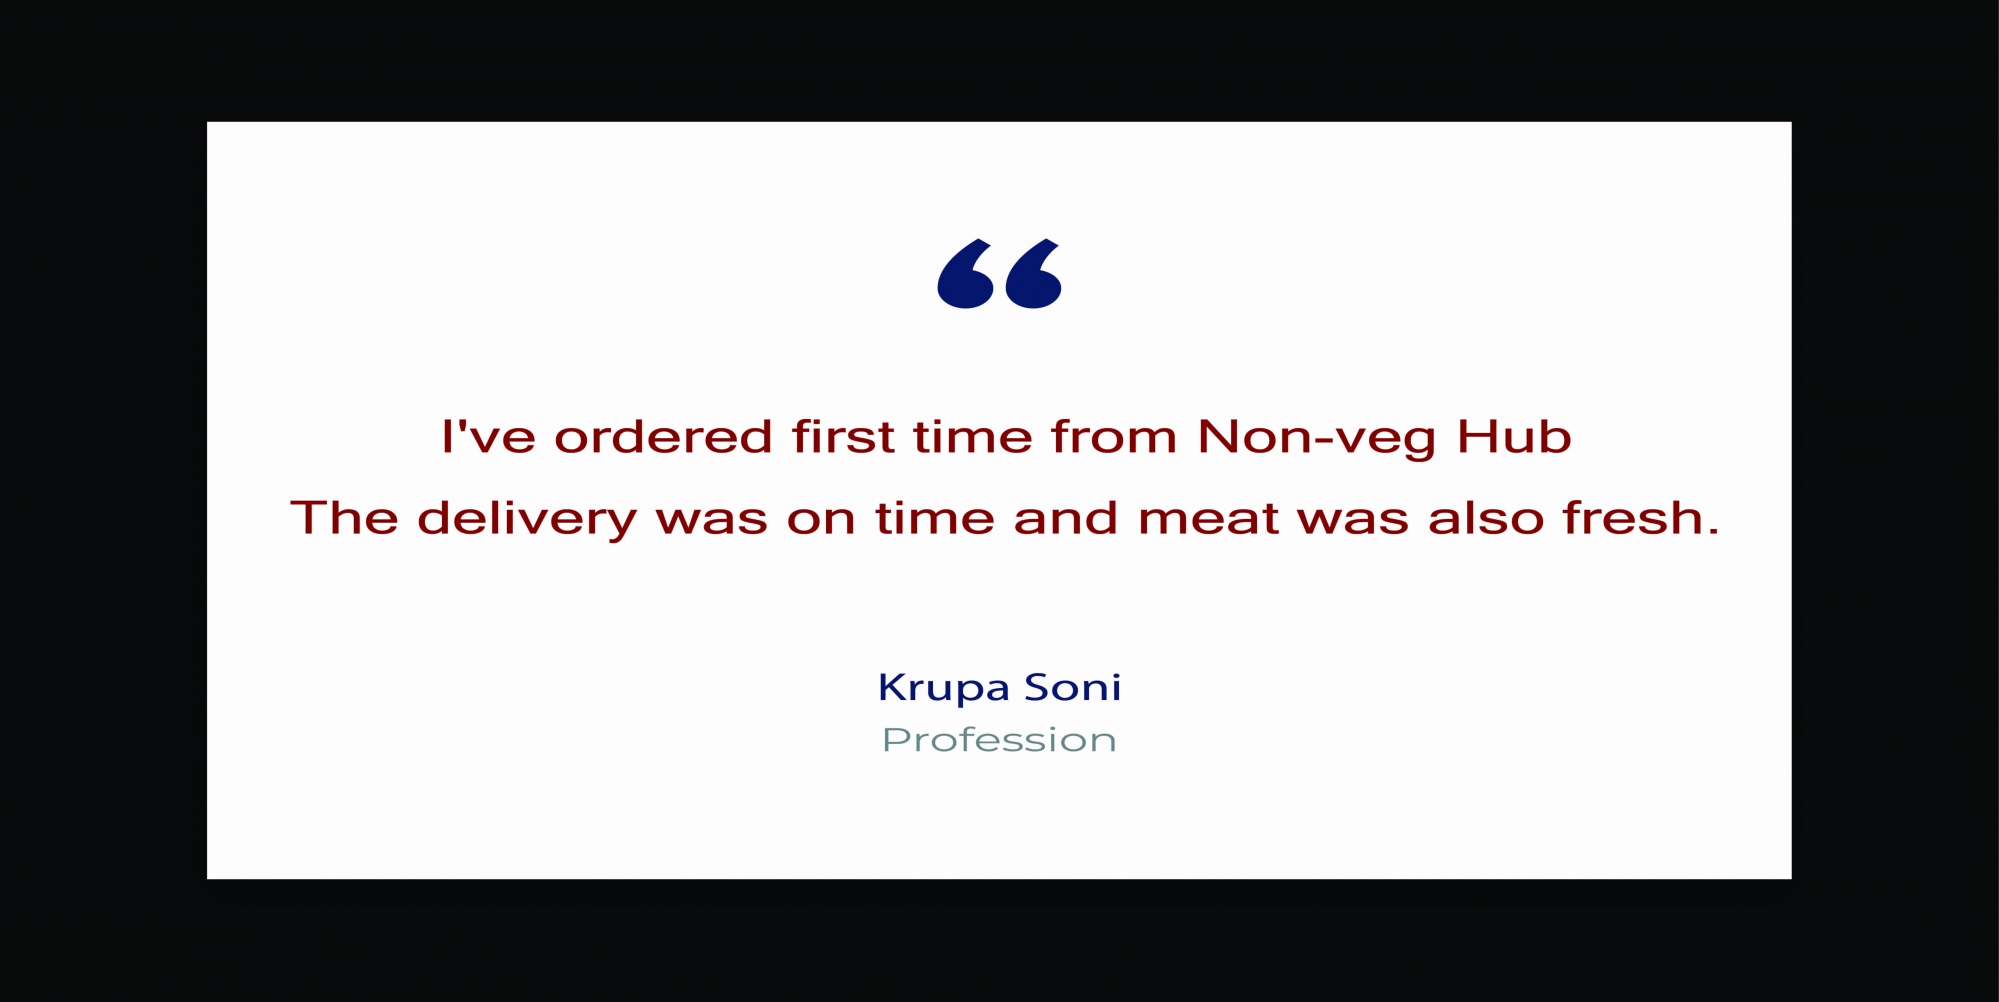 “
I've ordered first time from Non-veg Hub
The delivery was on time and meat was also fresh.
Krupa Soni
Profession